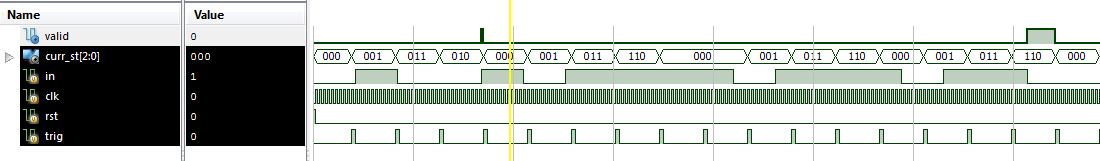 Name Value
valid 0
curr_st[2:0] 000 000 001 011 010 000 001 011 110 000 001 011 110 000 001 011 110 000
in 1
clk 0
rst 0
trig 0